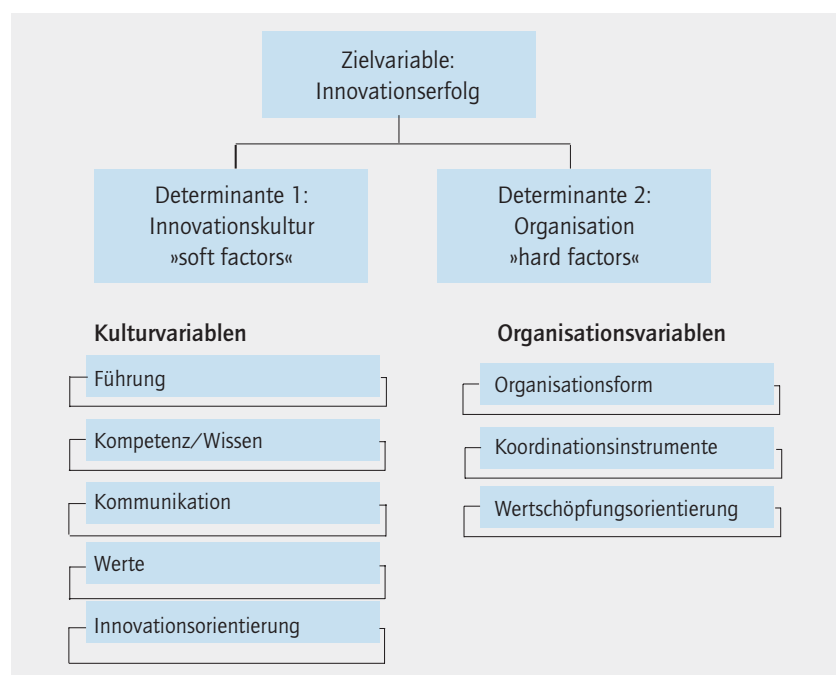 Zielvariable:
Innovationserfolg
Determinante 1:
Innovationskultur
»soft factors«
Determinante 2:
Organisation
»hard factors«
Kulturvariablen
Führung
Kompetenz/Wissen
Kommunikation
Werte
Innovationsorientierung
Organisationsvariablen
Organisationsform
Koordinationsinstrumente
Wertschöpfungsorientierung